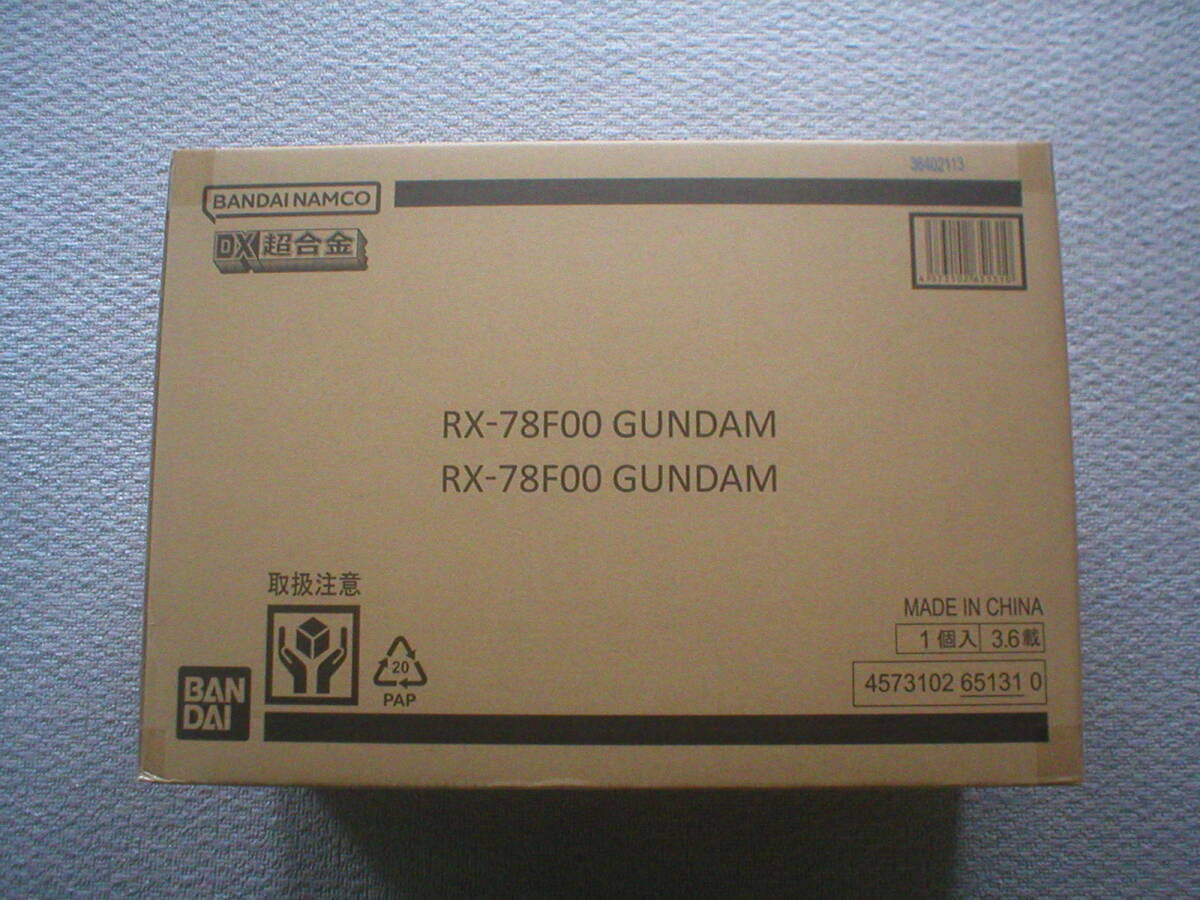 36402113
BANDAI NAMCO
DX超合金
4573102651310
RX-78F00 GUNDAM
RX-78F00 GUNDAM
取扱注意
20
PAP
MADE IN CHINA
1個入 3.6載
4573102 65131 0
BAN
DAI